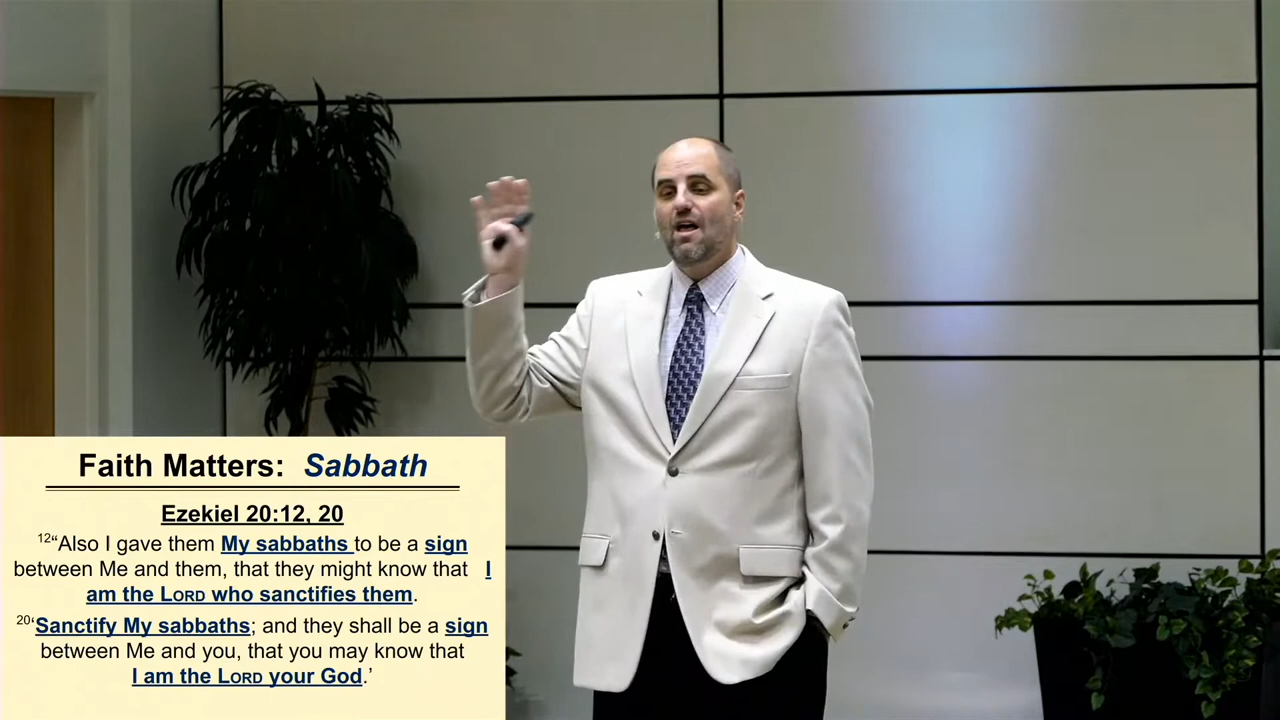 Faith Matters: Sabbath
Ezekiel 20:12, 20
12“Also I gave them My sabbaths to be a sign
between Me and them, that they might know that I
am the LORD who sanctifies them.
20‘Sanctify My sabbaths; and they shall be a sign
between Me and you, that you may know that
I am the LORD your God.’